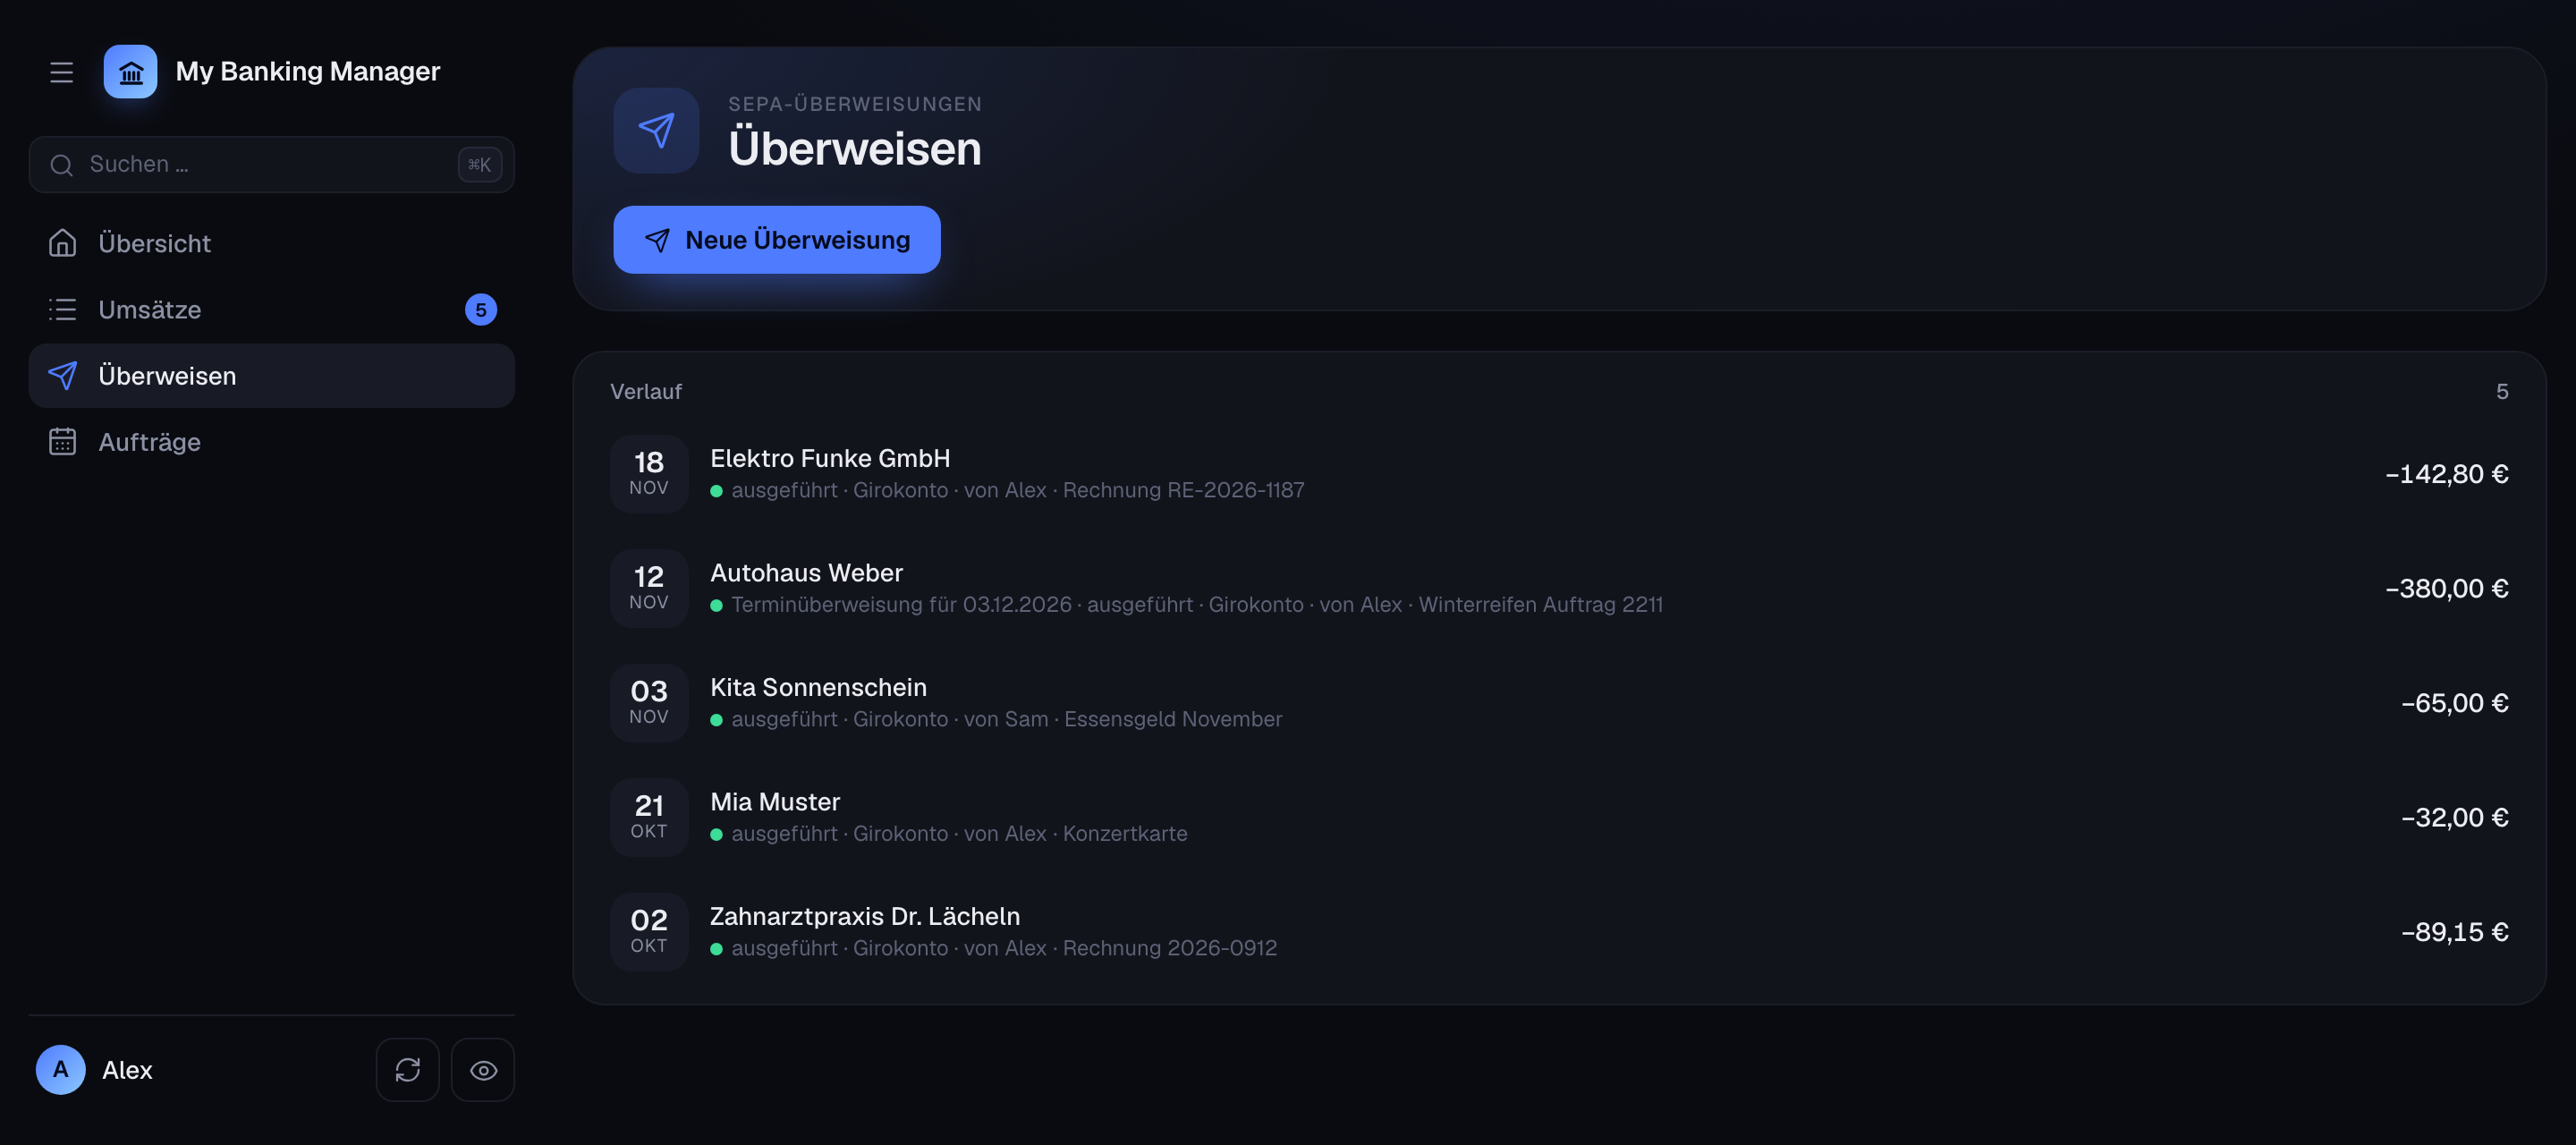 My Banking Manager
Suchen …
⌘K
Übersicht
Umsätze
5
Überweisen
Aufträge
A
Alex
SEPA-ÜBERWEISUNGEN
Überweisen
Neue Überweisung
Verlauf
5
18
NOV
Elektro Funke GmbH
ausgeführt · Girokonto · von Alex · Rechnung RE-2026-1187
−142,80 €
12
NOV
Autohaus Weber
Terminüberweisung für 03.12.2026 · ausgeführt · Girokonto · von Alex · Winterreifen Auftrag 2211
−380,00 €
03
NOV
Kita Sonnenschein
ausgeführt · Girokonto · von Sam · Essensgeld November
−65,00 €
21
OKT
Mia Muster
ausgeführt · Girokonto · von Alex · Konzertkarte
−32,00 €
02
OKT
Zahnarztpraxis Dr. Lächeln
ausgeführt · Girokonto · von Alex · Rechnung 2026-0912
−89,15 €